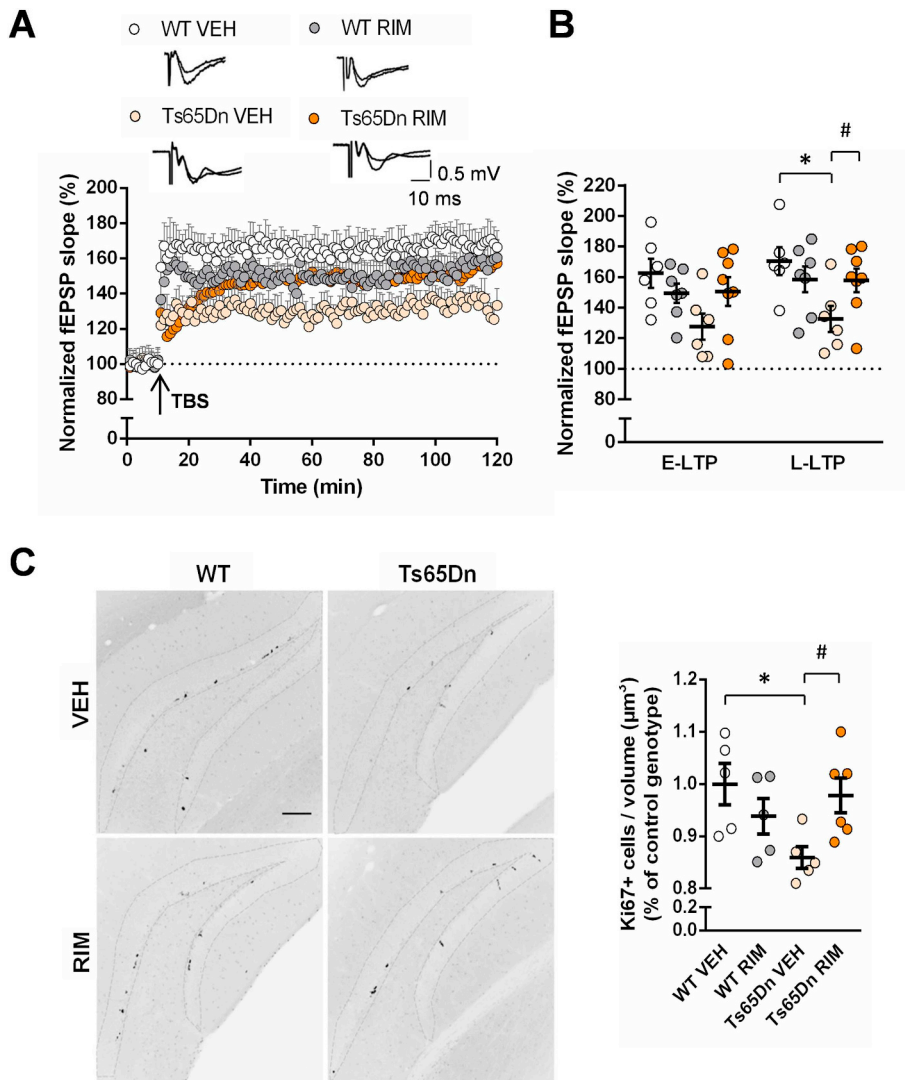 A
WT VEH
WT RIM
Ts65Dn VEH
Ts65Dn RIM
0.5 mV
10 ms
Normalized fEPSP slope (%)
200
180
160
140
120
100
80
0
TBS
0 20 40 60 80 100 120
Time (min)
B
Normalized fEPSP slope (%)
220
200
180
160
140
120
100
80
0
*
#
E-LTP L-LTP
C
WT Ts65Dn
VEH
RIM
Ki67+ cells / volume (µm³)
(% of control genotype)
1.2
1.1
1.0
0.9
0.8
0.2
0.0
*
#
WT VEH
WT RIM
Ts65Dn VEH
Ts65Dn RIM